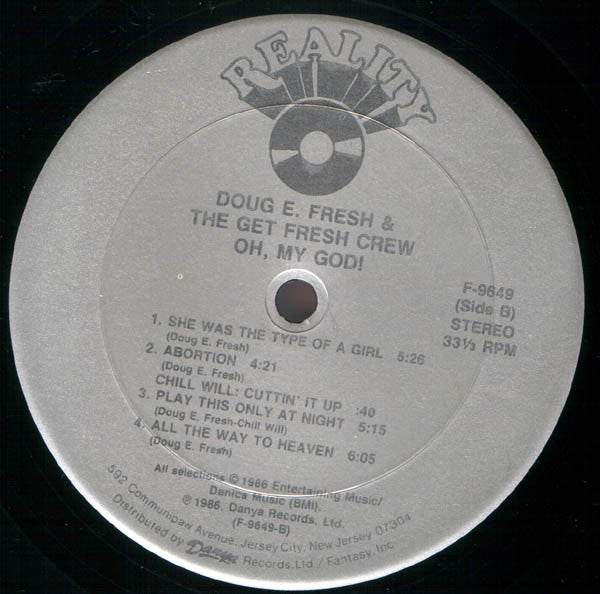 REALITY
DOUG E. FRESH &
THE GET FRESH CREW
OH, MY GOD!
F-9649
(Side B)
STEREO
33⅓ RPM
1. SHE WAS THE TYPE OF A GIRL 5:26
(Doug E. Fresh)
2. ABORTION 4:21
(Doug E. Fresh)
CHILL WILL: CUTTIN' IT UP :40
3. PLAY THIS ONLY AT NIGHT 5:15
(Doug E. Fresh-Chill Will)
4. ALL THE WAY TO HEAVEN 6:05
(Doug E. Fresh)
All selections © 1986 Entertaining Music/
Danica Music (BMI).
℗ 1986, Danya Records, Ltd.
(F-9649-B)
592 Communipaw Avenue, Jersey City, New Jersey 07304
Distributed by Danya Records, Ltd / Fantasy, Inc